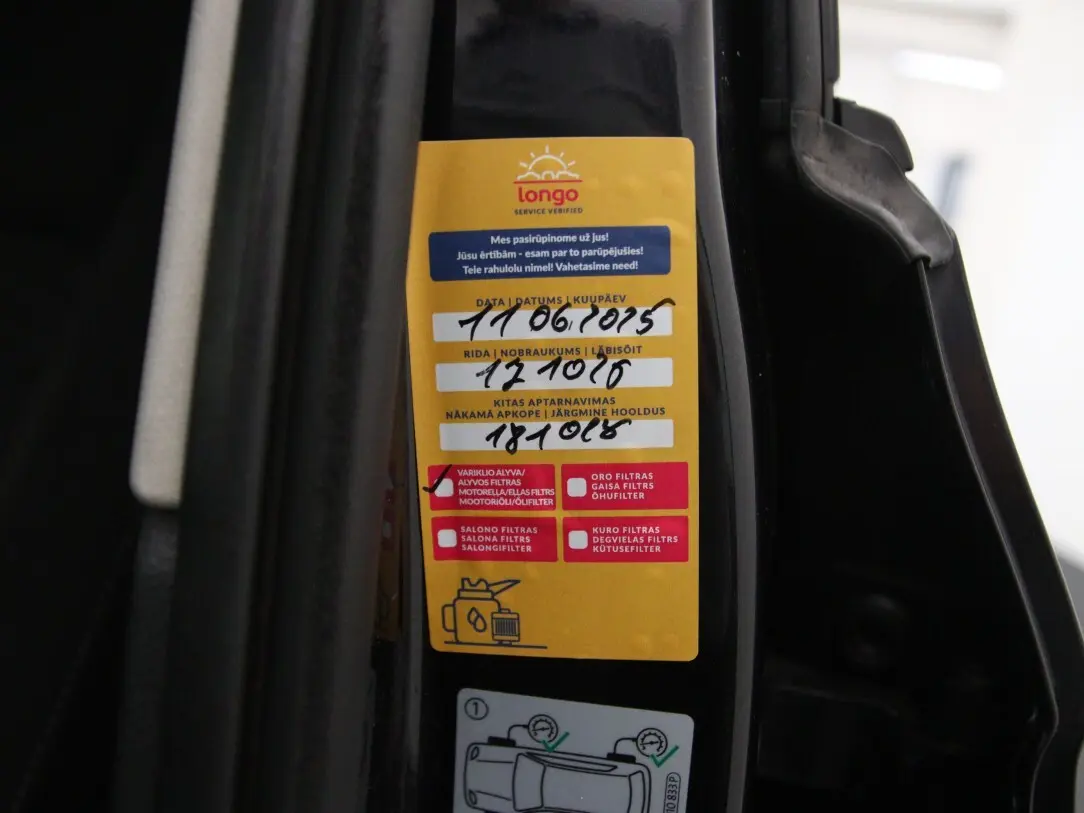 longo
SERVICE VERIFIED
Mes pasirūpinome už jus!
Jūsu ērtībām - esam par to parūpējušies!
Teie rahulolu nimel! Vahetasime need!
DATA | DATUMS | KUUPÄEV
11 06.2025
RIDA | NOBRAUKUMS | LÄBISÕIT
KITAS APTARNAVIMAS
NĀKAMĀ APKOPE | JÄRGMINE HOOLDUS
VARIKLIO ALYVA/
ALYVOS FILTRAS
MOTOREĻĻA/EĻĻAS FILTRS
MOOTORIÕLI/ÕLIFILTER
ORO FILTRAS
GAISA FILTRS
ÕHUFILTER
SALONO FILTRAS
SALONA FILTRS
SALONGIFILTER
KURO FILTRAS
DEGVIELAS FILTRS
KÜTUSEFILTER
1
10 833 P